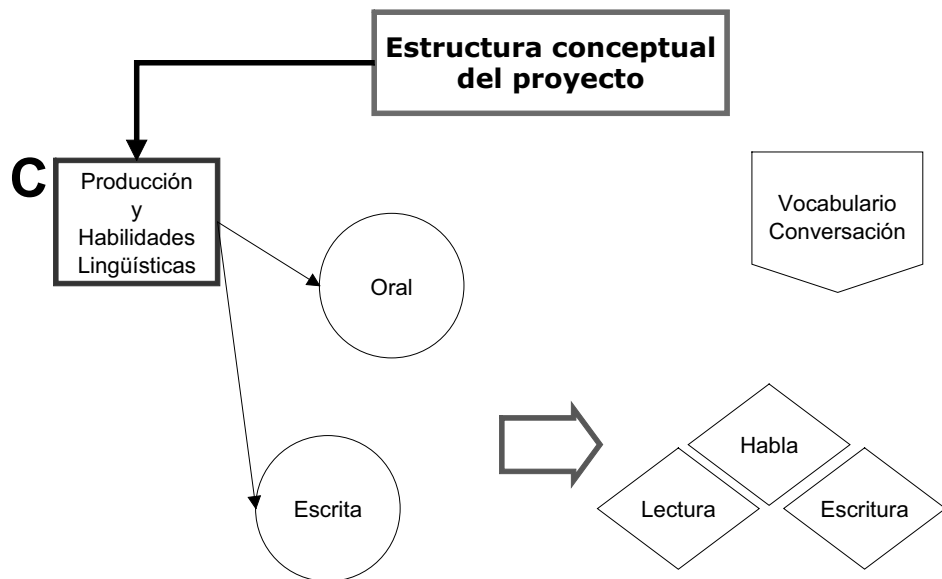 Estructura conceptual
del proyecto
C
Producción
y
Habilidades
Lingüísticas
Vocabulario
Conversación
Oral
Habla
Lectura
Escritura
Escrita